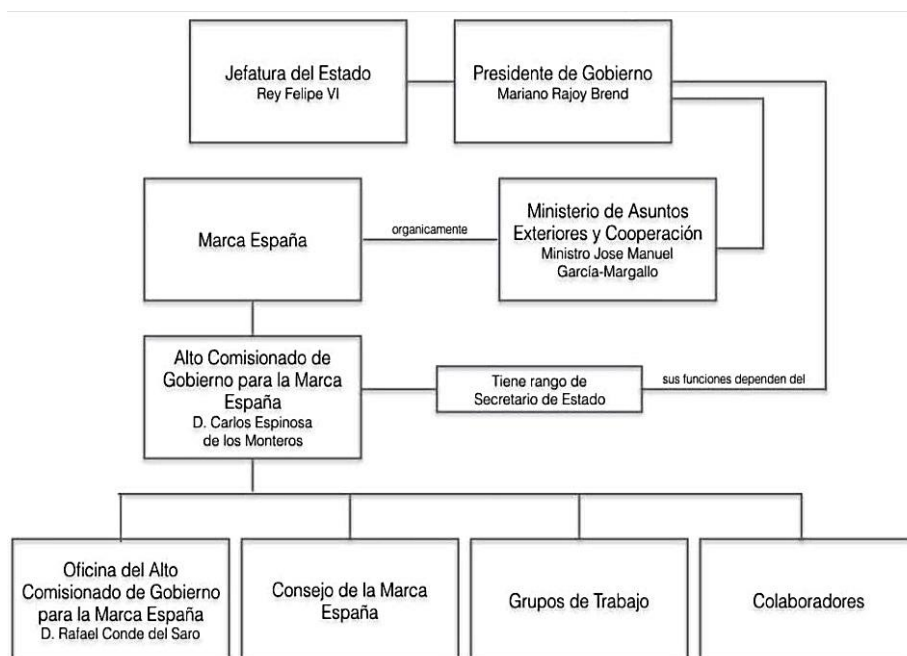 Jefatura del Estado
Rey Felipe VI
Presidente de Gobierno
Mariano Rajoy Brend
Marca España
organicamente
Ministerio de Asuntos
Exteriores y Cooperación
Ministro Jose Manuel
García-Margallo
Alto Comisionado de
Gobierno para la Marca
España
D. Carlos Espinosa
de los Monteros
Tiene rango de
Secretario de Estado
sus funciones dependen del
Oficina del Alto
Comisionado de Gobierno
para la Marca España
D. Rafael Conde del Saro
Consejo de la Marca
España
Grupos de Trabajo
Colaboradores